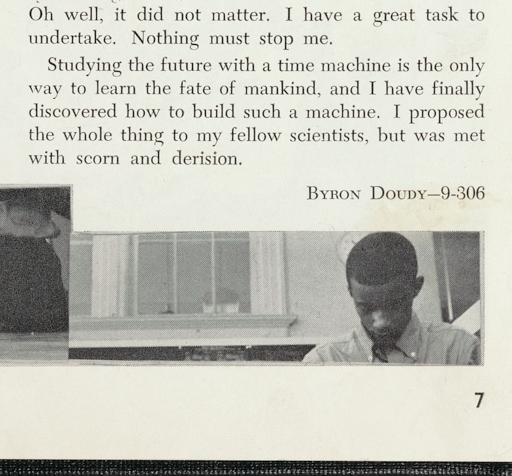 Oh well, it did not matter. I have a great task to
undertake. Nothing must stop me.
Studying the future with a time machine is the only
way to learn the fate of mankind, and I have finally
discovered how to build such a machine. I proposed
the whole thing to my fellow scientists, but was met
with scorn and derision.
Byron Doudy—9-306
7